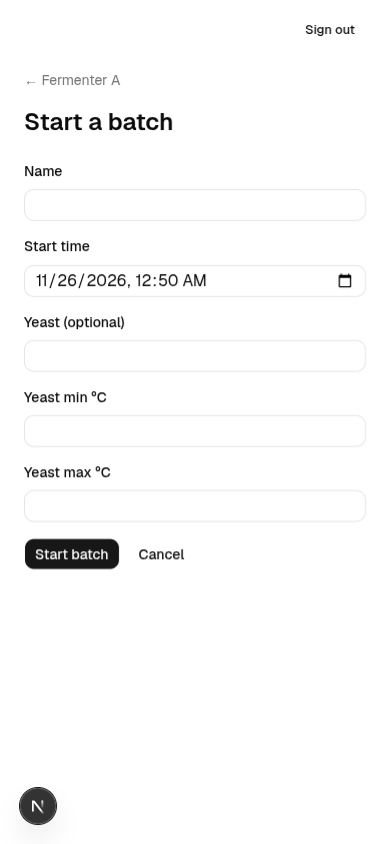 Sign out
← Fermenter A
Start a batch
Name
Start time
11/26/2026, 12:50 AM
Yeast (optional)
Yeast min °C
Yeast max °C
Start batch
Cancel
N